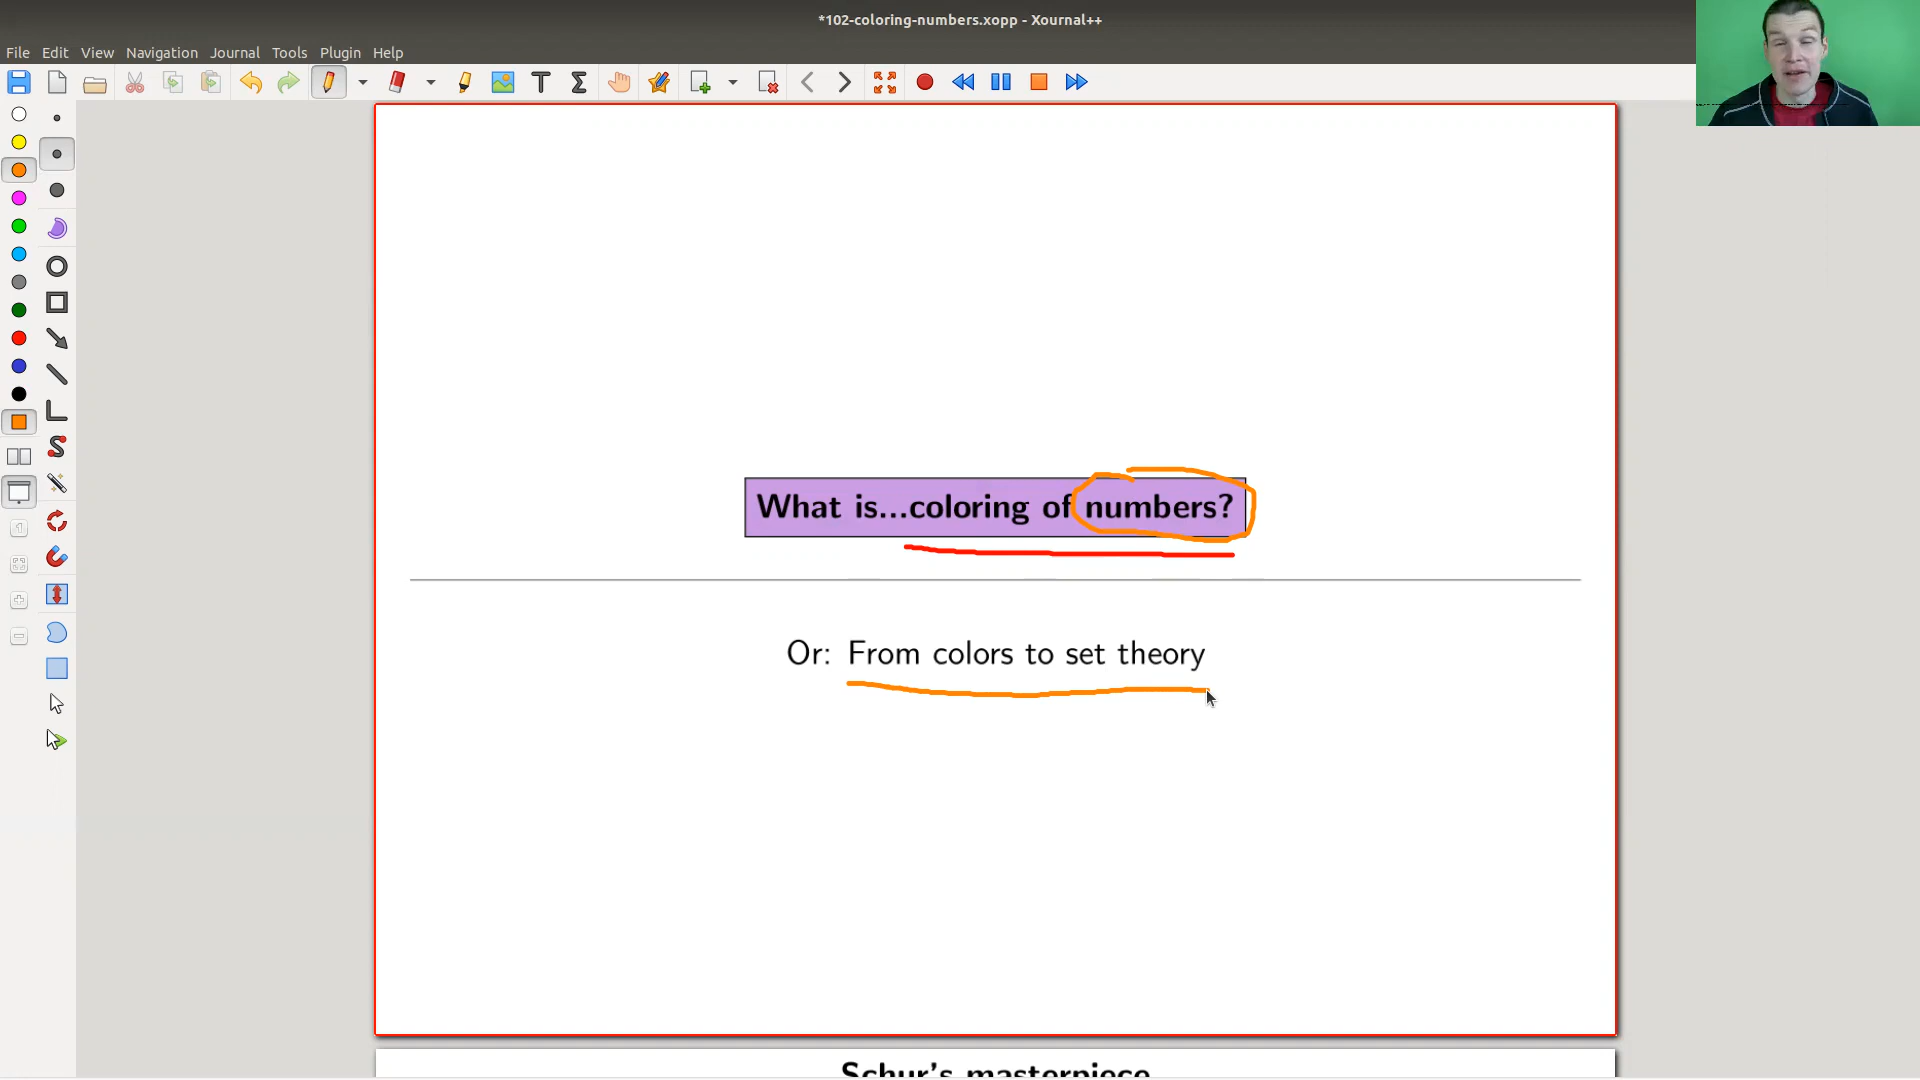 *102-coloring-numbers.xopp - Xournal++
File Edit View Navigation Journal Tools Plugin Help
What is...coloring of numbers?
Or: From colors to set theory
Schur's masterpiece